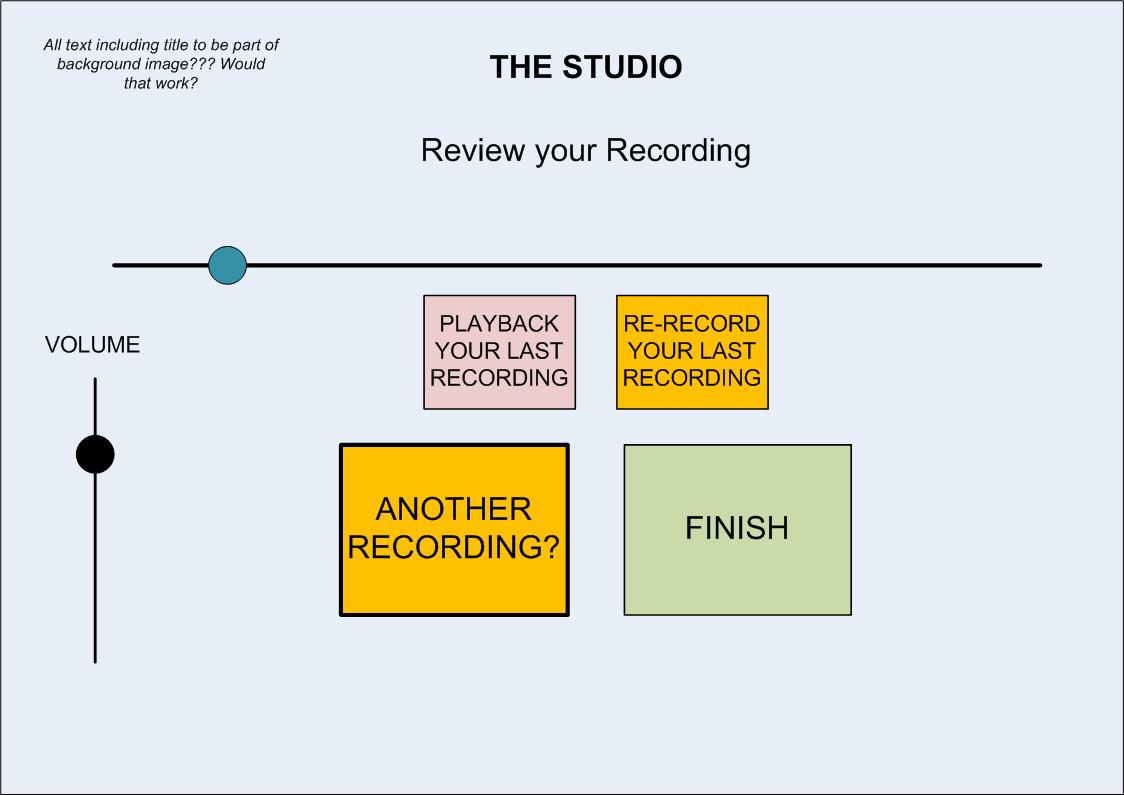 All text including title to be part of
background image??? Would
that work?
THE STUDIO
Review your Recording
PLAYBACK
YOUR LAST
RECORDING
RE-RECORD
YOUR LAST
RECORDING
VOLUME
ANOTHER
RECORDING?
FINISH